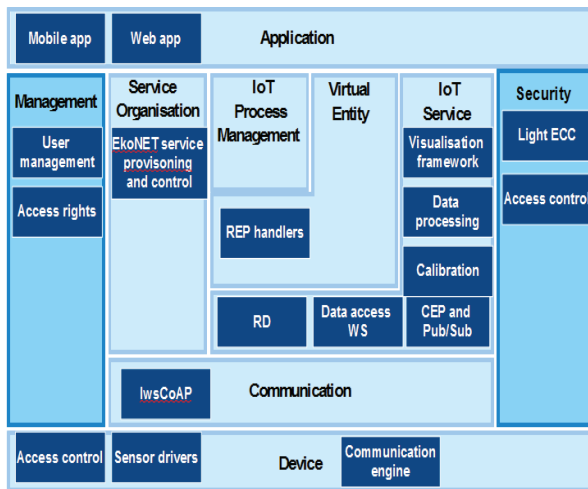 Mobile app
Web app
Application
Management
User
management
Access rights
Service
Organisation
EkoNET service
provisoning
and control
IoT
Process
Management
Virtual
Entity
REP handlers
IoT
Service
Visualisation
framework
Data
processing
Calibration
RD
Data access
WS
CEP and
Pub/Sub
Security
Light ECC
Access control
lwsCoAP
Communication
Access control
Sensor drivers
Device
Communication
engine